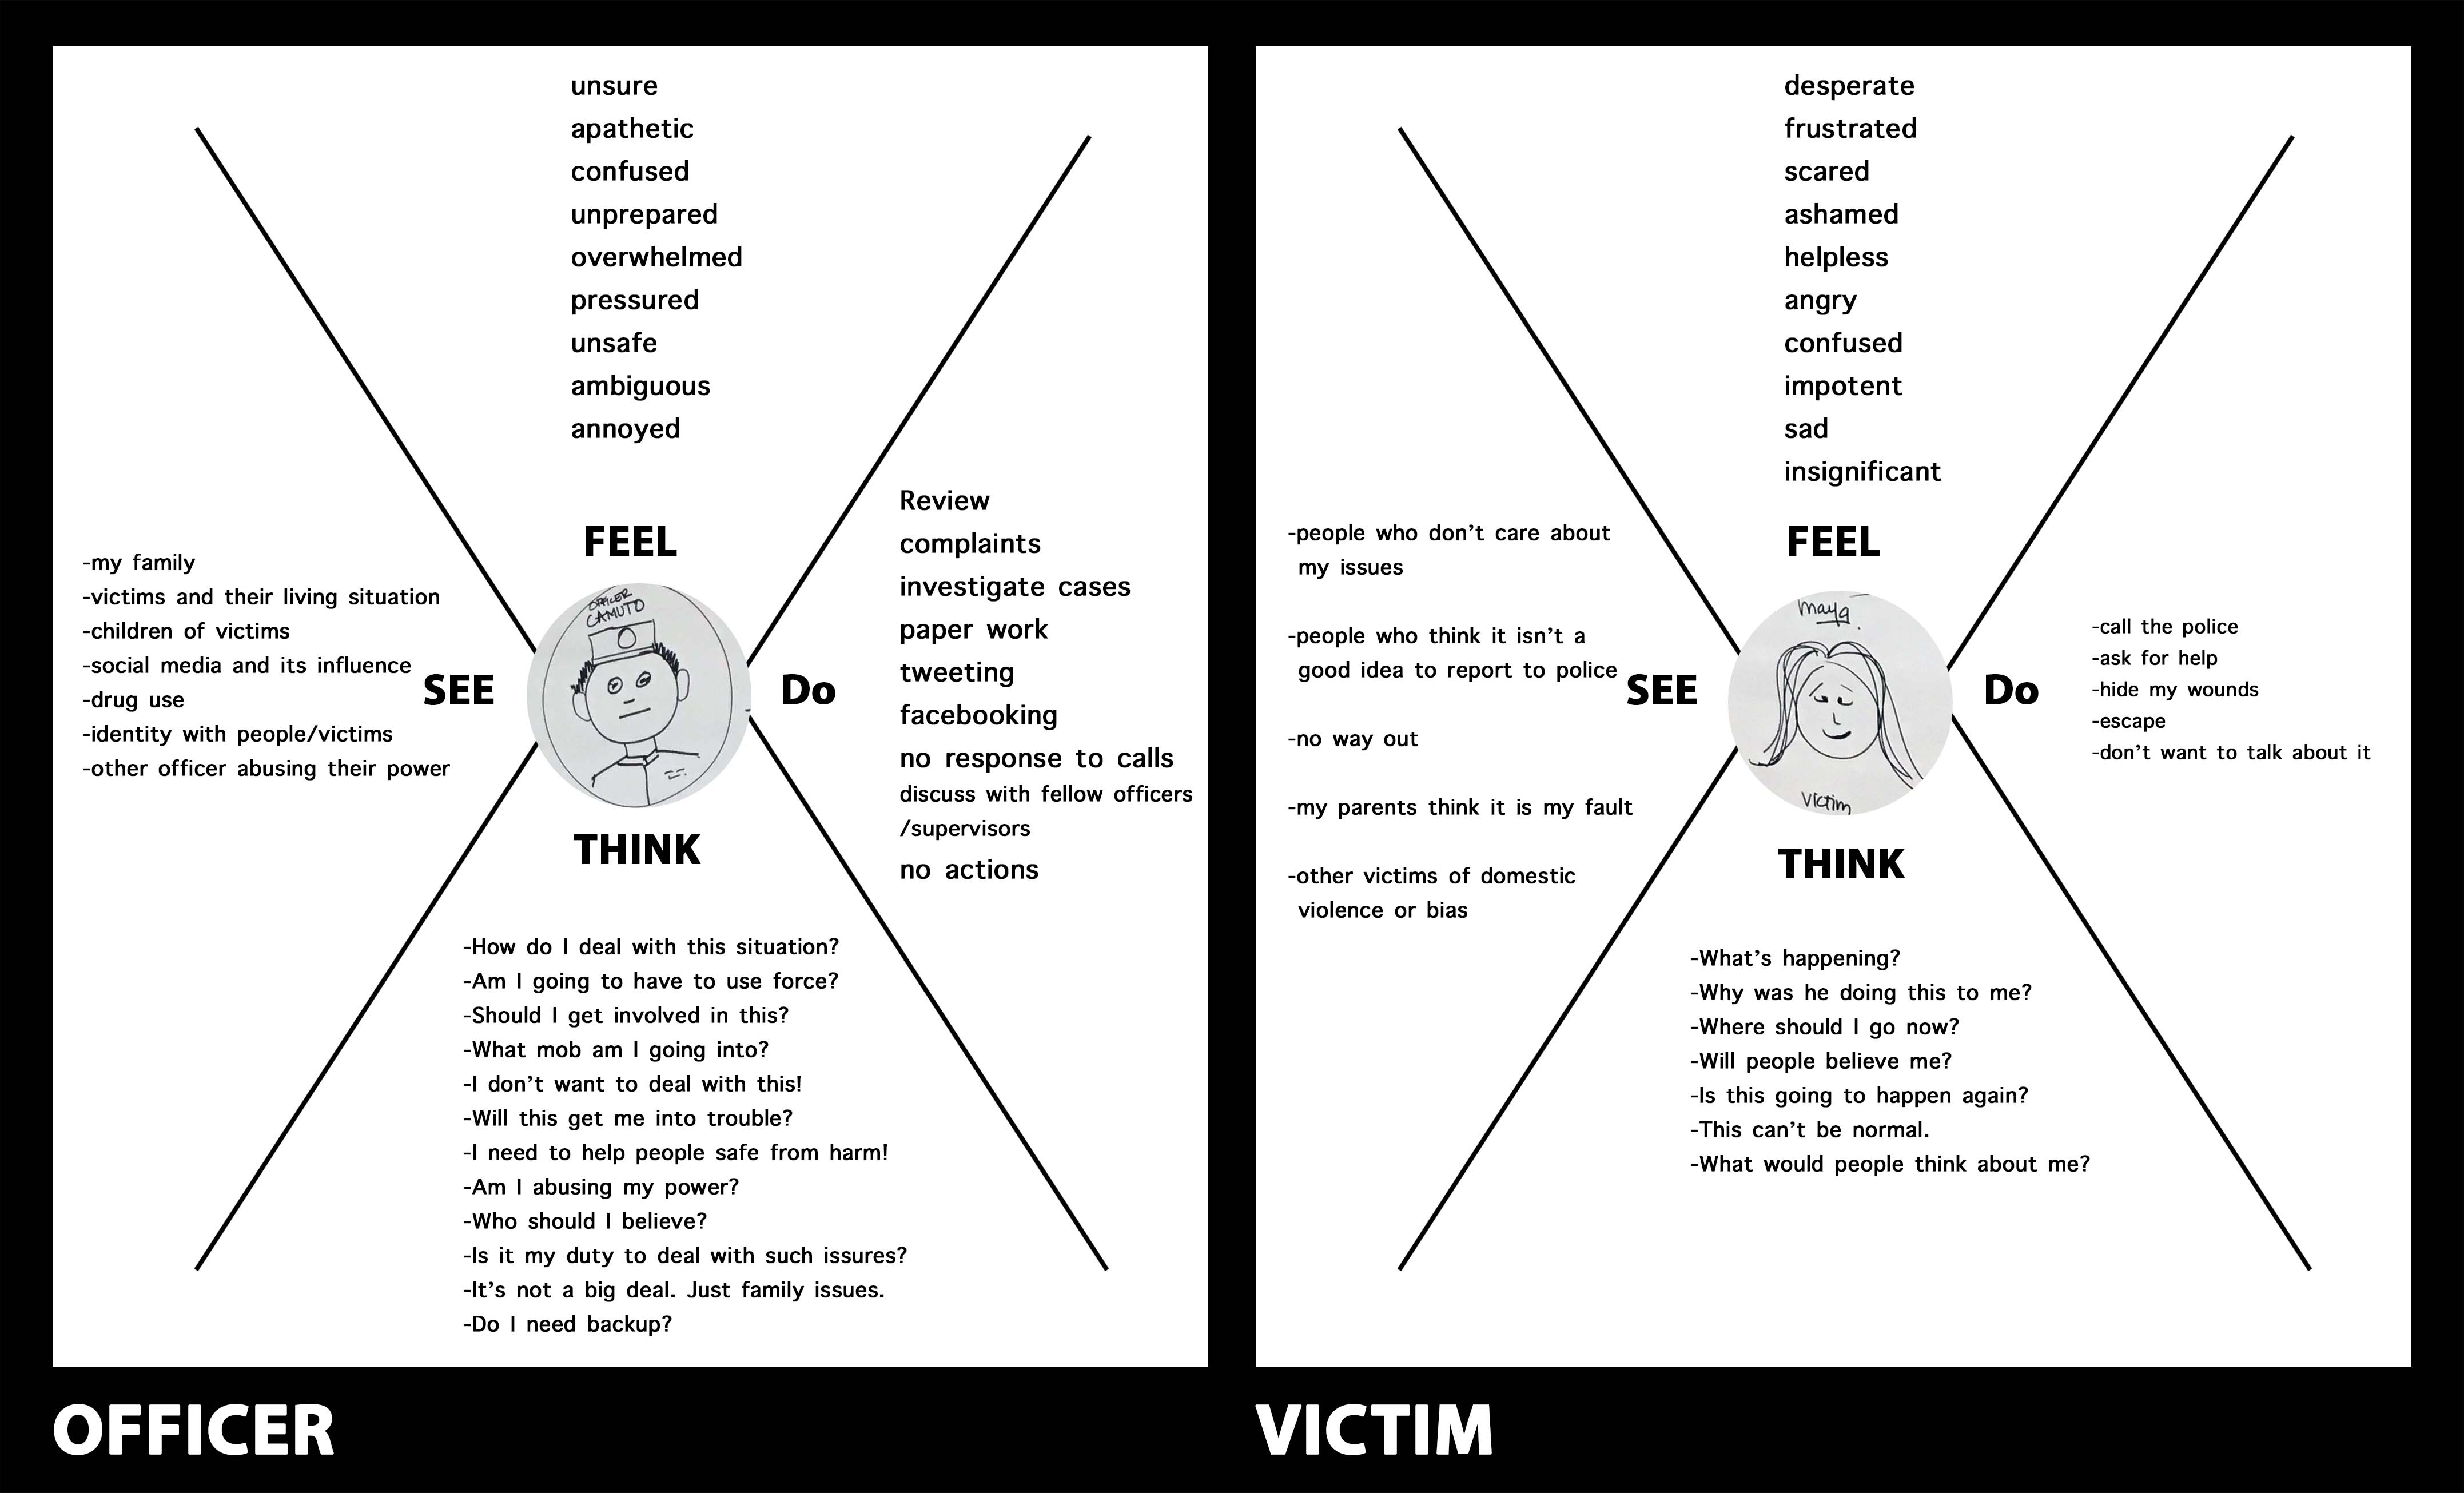 unsure
apathetic
confused
unprepared
overwhelmed
pressured
unsafe
ambiguous
annoyed
FEEL
-my family
-victims and their living situation
-children of victims
-social media and its influence
-drug use
-identity with people/victims
-other officer abusing their power
SEE
OFFICER
CAMUTO
Do
Review
complaints
investigate cases
paper work
tweeting
facebooking
no response to calls
discuss with fellow officers
/supervisors
no actions
THINK
-How do I deal with this situation?
-Am I going to have to use force?
-Should I get involved in this?
-What mob am I going into?
-I don’t want to deal with this!
-Will this get me into trouble?
-I need to help people safe from harm!
-Am I abusing my power?
-Who should I believe?
-Is it my duty to deal with such issures?
-It’s not a big deal. Just family issues.
-Do I need backup?
OFFICER
desperate
frustrated
scared
ashamed
helpless
angry
confused
impotent
sad
insignificant
FEEL
-people who don’t care about
my issues
-people who think it isn’t a
good idea to report to police
-no way out
-my parents think it is my fault
-other victims of domestic
violence or bias
SEE
Maya
Victim
Do
-call the police
-ask for help
-hide my wounds
-escape
-don’t want to talk about it
THINK
-What’s happening?
-Why was he doing this to me?
-Where should I go now?
-Will people believe me?
-Is this going to happen again?
-This can’t be normal.
-What would people think about me?
VICTIM